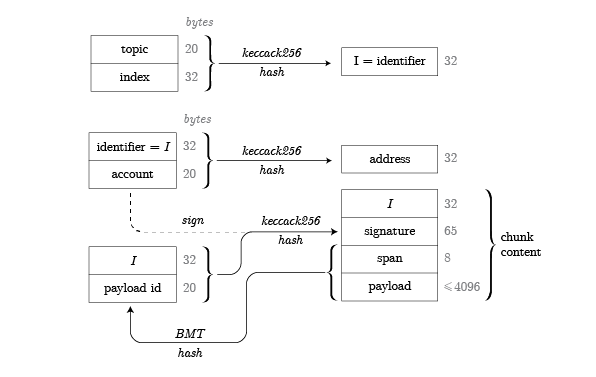 bytes
topic 20
index 32
keccack256
hash
I = identifier 32
bytes
identifier = I 32
account 20
keccack256
hash
address 32
sign
I 32
payload id 20
keccack256
hash
I 32
signature 65
span 8
payload ⩽4096
chunk
content
BMT
hash